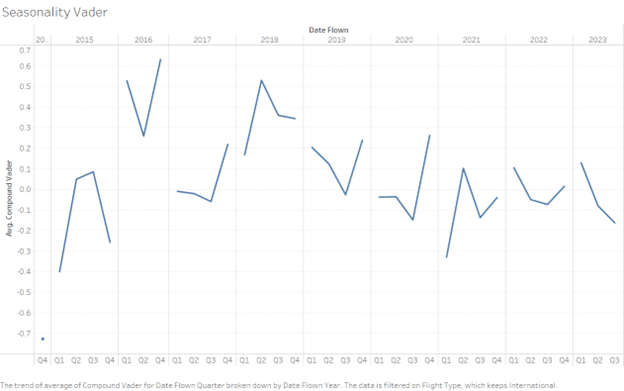 Seasonality Vader
Date Flown
20.. 2015 2016 2017 2018 2019 2020 2021 2022 2023
Avg. Compound Vader
0.7
0.6
0.5
0.4
0.3
0.2
0.1
0.0
-0.1
-0.2
-0.3
-0.4
-0.5
-0.6
-0.7
Q4 Q1 Q2 Q3 Q4 Q1 Q2 Q4 Q1 Q2 Q3 Q4 Q1 Q2 Q3 Q4 Q1 Q2 Q3 Q4 Q1 Q2 Q3 Q4 Q1 Q2 Q3 Q4 Q1 Q2 Q3 Q4 Q1 Q2 Q3
The trend of average of Compound Vader for Date Flown Quarter broken down by Date Flown Year. The data is filtered on Flight Type, which keeps International.